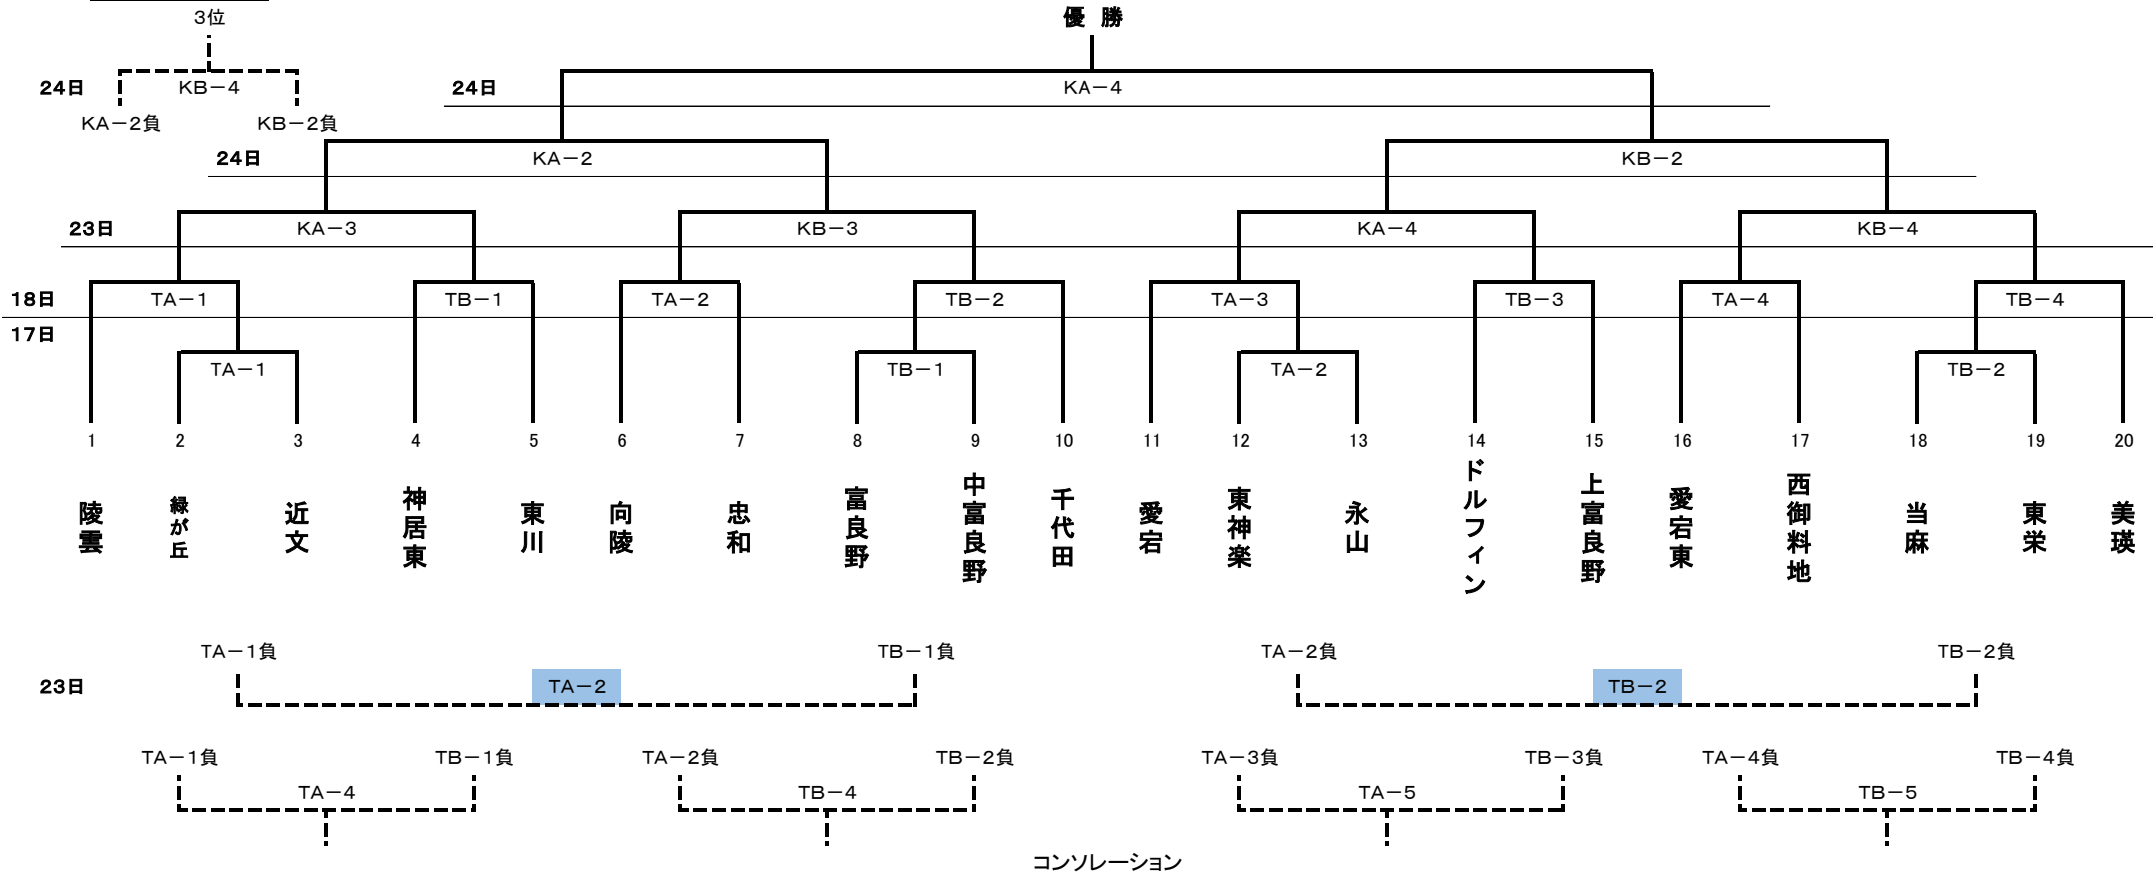 3位
優 勝
24日 KB－4 24日 KA－4
KA－2負 KB－2負
24日 KA－2 KB－2
23日 KA－3 KB－3 KA－4 KB－4
18日 TA－1 TB－1 TA－2 TB－2 TA－3 TB－3 TA－4 TB－4
17日
TA－1 TB－1 TA－2 TB－2
1 2 3 4 5 6 7 8 9 10 11 12 13 14 15 16 17 18 19 20
陵雲
緑が丘
近文
神居東
東川
向陵
忠和
富良野
中富良野
千代田
愛宕
東神楽
永山
ドルフィン
上富良野
愛宕東
西御料地
当麻
東栄
美瑛
TA－1負 TB－1負 TA－2負 TB－2負
23日 TA－2 TB－2
TA－1負 TB－1負 TA－2負 TB－2負 TA－3負 TB－3負 TA－4負 TB－4負
TA－4 TB－4 TA－5 TB－5
コンソレーション